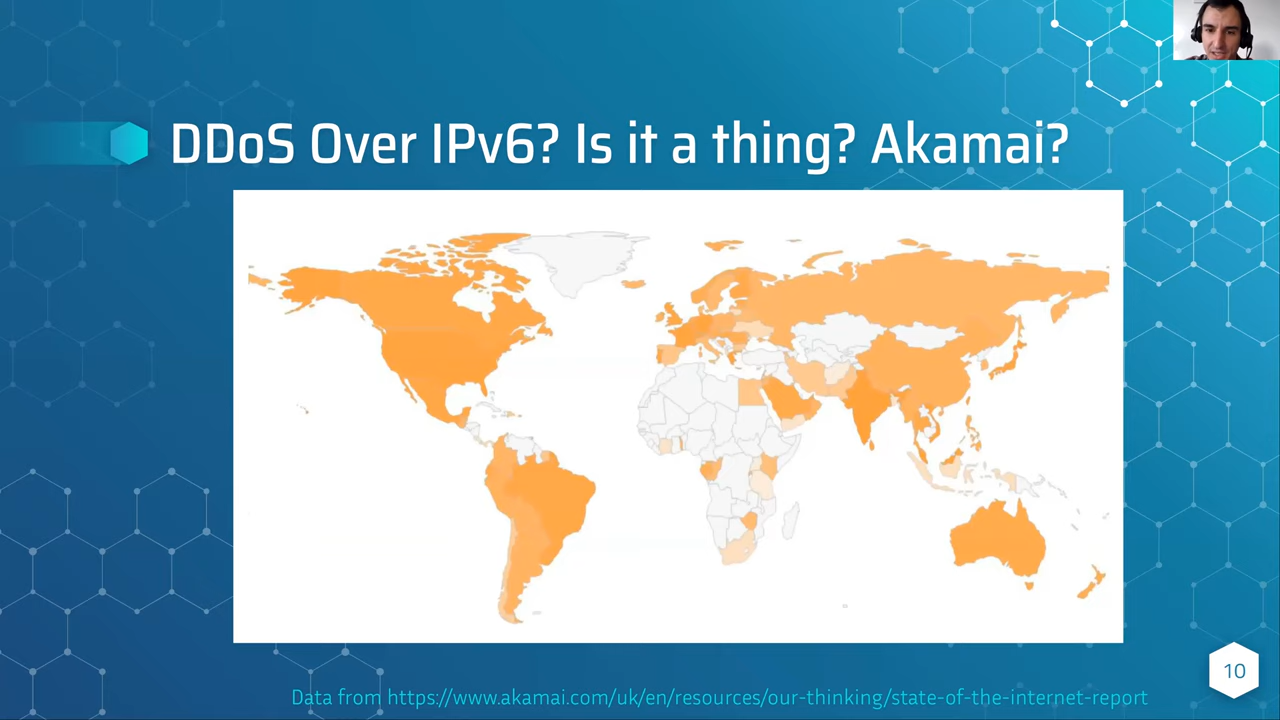 DDoS Over IPv6? Is it a thing? Akamai?
10
Data from https://www.akamai.com/uk/en/resources/our-thinking/state-of-the-internet-report